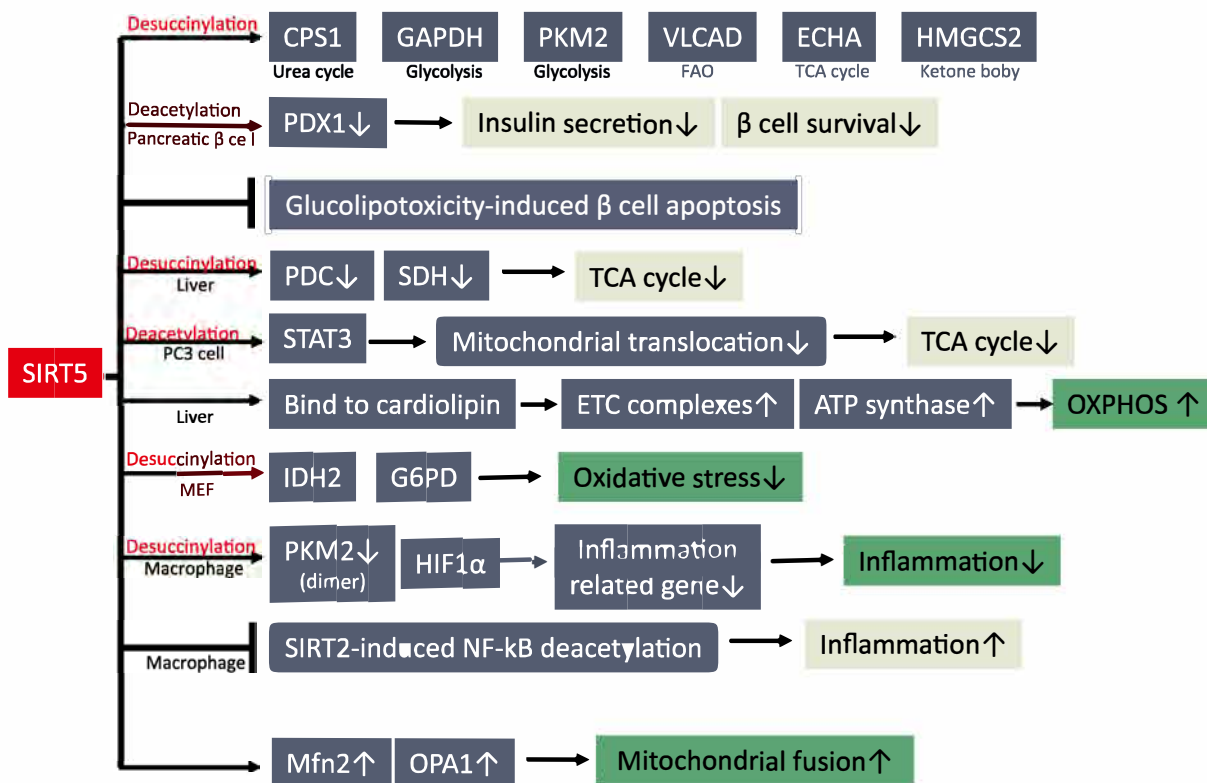 Desuccinylation
CPS1 GAPDH PKM2 VLCAD ECHA HMGCS2
Urea cycle Glycolysis Glycolysis FAO TCA cycle Ketone boby
Deacetylation
Pancreatic β ce l
PDX1↓ Insulin secretion↓ β cell survival↓
Glucolipotoxicity-induced β cell apoptosis
Desuccinylation
Liver
PDC↓ SDH↓ TCA cycle↓
Deacetylation
PC3 cell
STAT3 Mitochondrial translocation↓ TCA cycle↓
SIRT5
Liver
Bind to cardiolipin ETC complexes↑ ATP synthase↑ OXPHOS ↑
Desuccinylation
MEF
IDH2 G6PD Oxidative stress↓
Desuccinylation
Macrophage
PKM2↓
(dimer)
HIF1α
Inflammation
related gene↓
Inflammation↓
Macrophage
SIRT2-induced NF-kB deacetylation Inflammation↑
Mfn2↑ OPA1↑ Mitochondrial fusion↑